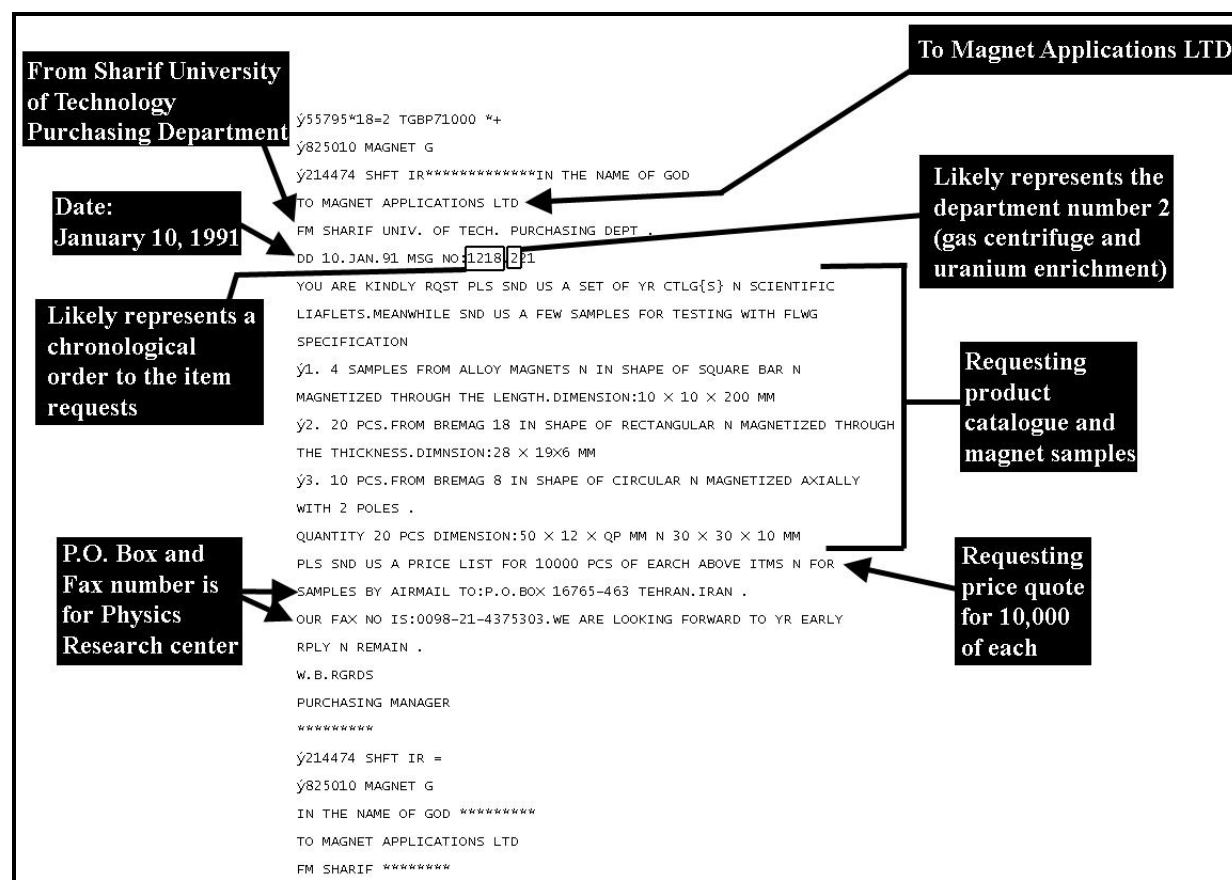 From Sharif University
of Technology
Purchasing Department
To Magnet Applications LTD
Date:
January 10, 1991
Likely represents the
department number 2
(gas centrifuge and
uranium enrichment)
Likely represents a
chronological
order to the item
requests
Requesting
product
catalogue and
magnet samples
P.O. Box and
Fax number is
for Physics
Research center
Requesting
price quote
for 10,000
of each
ý55795*18=2 TGBP71000 *+
ý825010 MAGNET G
ý214474 SHFT IR*************IN THE NAME OF GOD
TO MAGNET APPLICATIONS LTD
FM SHARIF UNIV. OF TECH. PURCHASING DEPT .
DD 10.JAN.91 MSG NO:1218.221
YOU ARE KINDLY RQST PLS SND US A SET OF YR CTLG{S} N SCIENTIFIC
LIAFLETS.MEANWHILE SND US A FEW SAMPLES FOR TESTING WITH FLWG
SPECIFICATION
ý1. 4 SAMPLES FROM ALLOY MAGNETS N IN SHAPE OF SQUARE BAR N
MAGNETIZED THROUGH THE LENGTH.DIMENSION:10 X 10 X 200 MM
ý2. 20 PCS.FROM BREMAG 18 IN SHAPE OF RECTANGULAR N MAGNETIZED THROUGH
THE THICKNESS.DIMNSION:28 X 19X6 MM
ý3. 10 PCS.FROM BREMAG 8 IN SHAPE OF CIRCULAR N MAGNETIZED AXIALLY
WITH 2 POLES .
QUANTITY 20 PCS DIMENSION:50 X 12 X QP MM N 30 X 30 X 10 MM
PLS SND US A PRICE LIST FOR 10000 PCS OF EARCH ABOVE ITMS N FOR
SAMPLES BY AIRMAIL TO:P.O.BOX 16765-463 TEHRAN.IRAN .
OUR FAX NO IS:0098-21-4375303.WE ARE LOOKING FORWARD TO YR EARLY
RPLY N REMAIN .
W.B.RGRDS
PURCHASING MANAGER
*********
ý214474 SHFT IR =
ý825010 MAGNET G
IN THE NAME OF GOD *********
TO MAGNET APPLICATIONS LTD
FM SHARIF ********